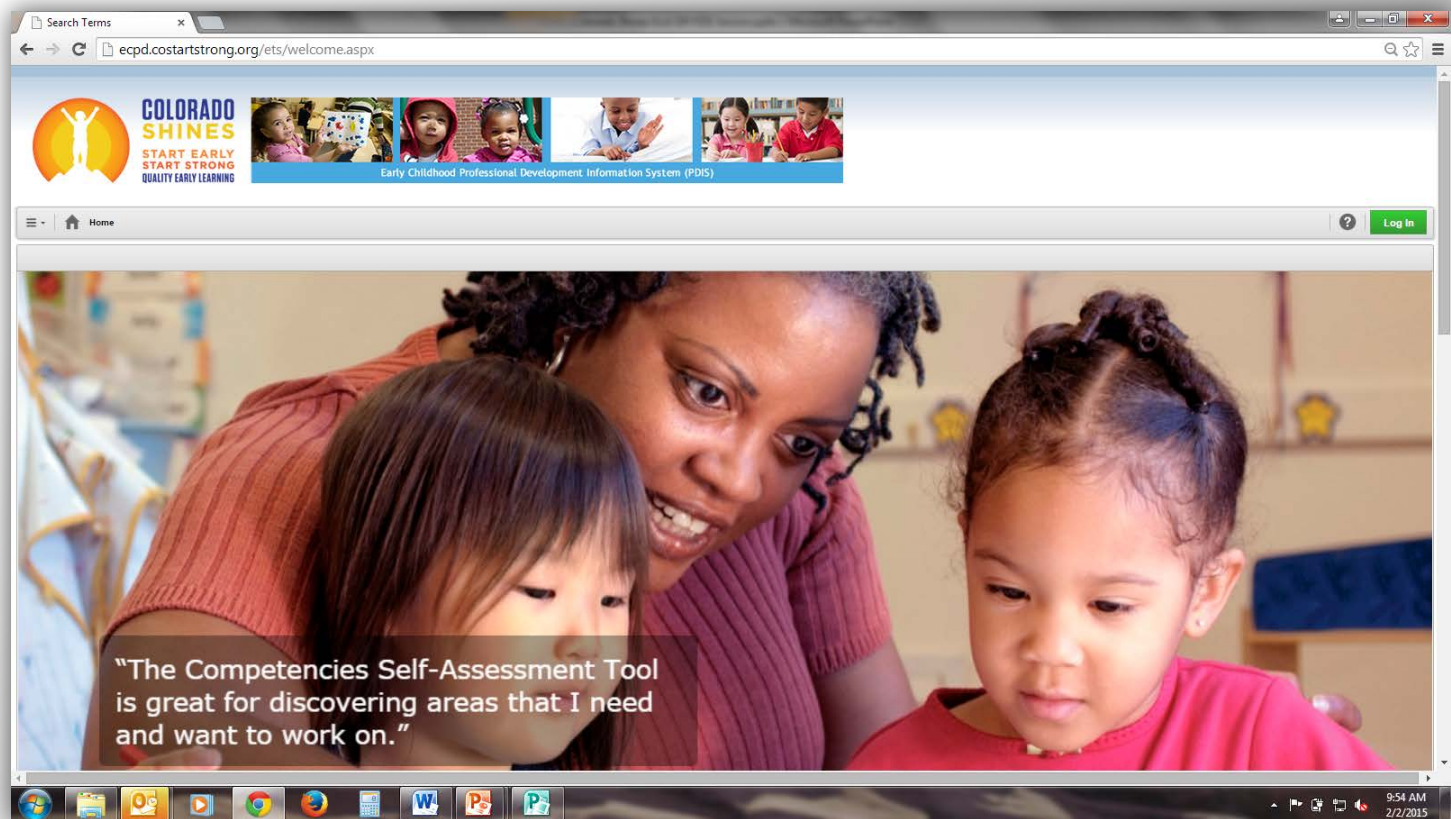 Search Terms
ecpd.costartstrong.org/ets/welcome.aspx
COLORADO
SHINES
START EARLY
START STRONG
QUALITY EARLY LEARNING
Early Childhood Professional Development Information System (PDIS)
Home
Log In
"The Competencies Self-Assessment Tool
is great for discovering areas that I need
and want to work on."
9:54 AM
2/2/2015